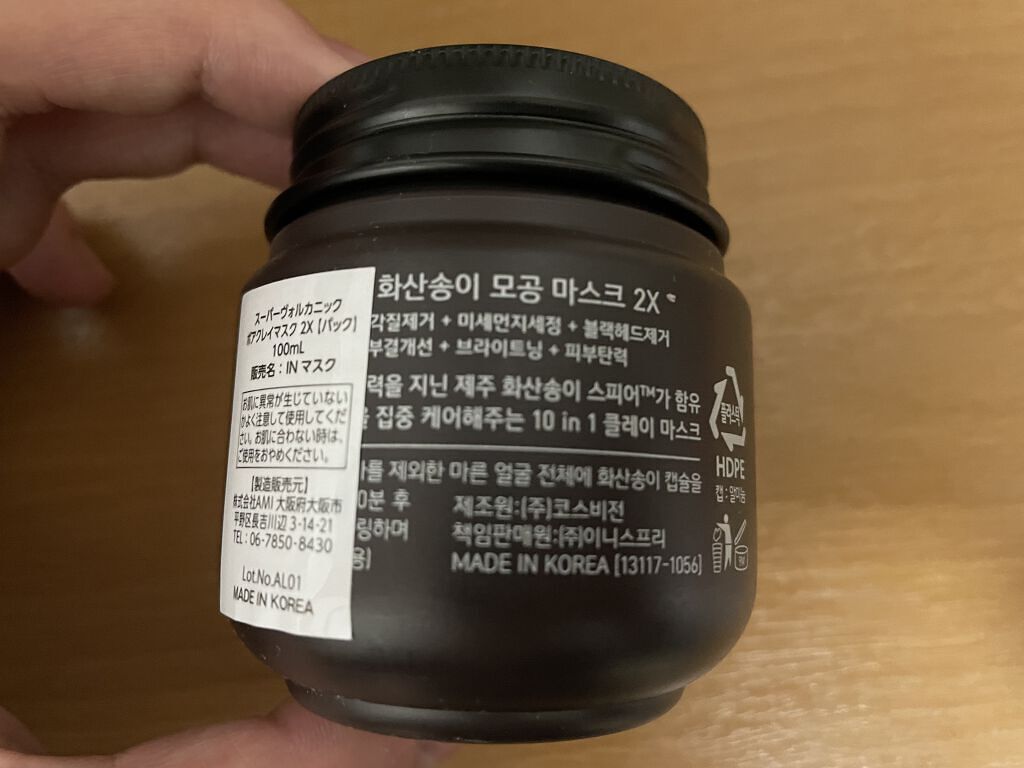 スーパーヴォルカニック
ポアクレイマスク 2X【パック】
100mL
販売名：IN マスク
お肌に異常が生じていない
かよく注意して使用してくだ
さい。お肌に合わない時は、
ご使用をおやめください。
【製造販売元】
株式会社AMI 大阪府大阪市
平野区長吉川辺 3-14-21
TEL：06-7850-8430
Lot.No.AL01
MADE IN KOREA
화산송이 모공 마스크 2X
각질제거 + 미세먼지세정 + 블랙헤드제거
부결개선 + 브라이트닝 + 피부탄력
력을 지닌 제주 화산송이 스피어™가 함유
집중 케어해주는 10 in 1 클레이 마스크
를 제외한 마른 얼굴 전체에 화산송이 캡슐을
0분 후
링하며
용)
제조원:(주)코스비전
책임판매원:(주)이니스프리
MADE IN KOREA [13117-1056]
플라스틱
HDPE
캡 : 알미늄